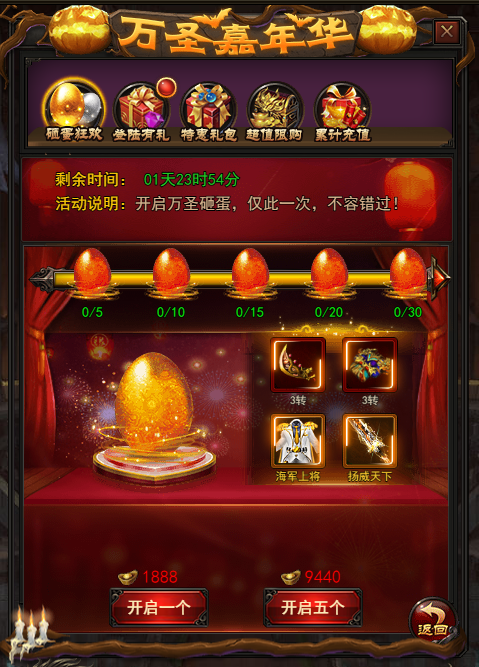 万圣嘉年华
砸蛋狂欢 登陆有礼 特惠礼包 超值限购 累计充值
剩余时间： 01天23时54分
活动说明：开启万圣砸蛋，仅此一次，不容错过！
0/5 0/10 0/15 0/20 0/30
3转 3转
海军上将 扬威天下
1888 9440
开启一个 开启五个
返回